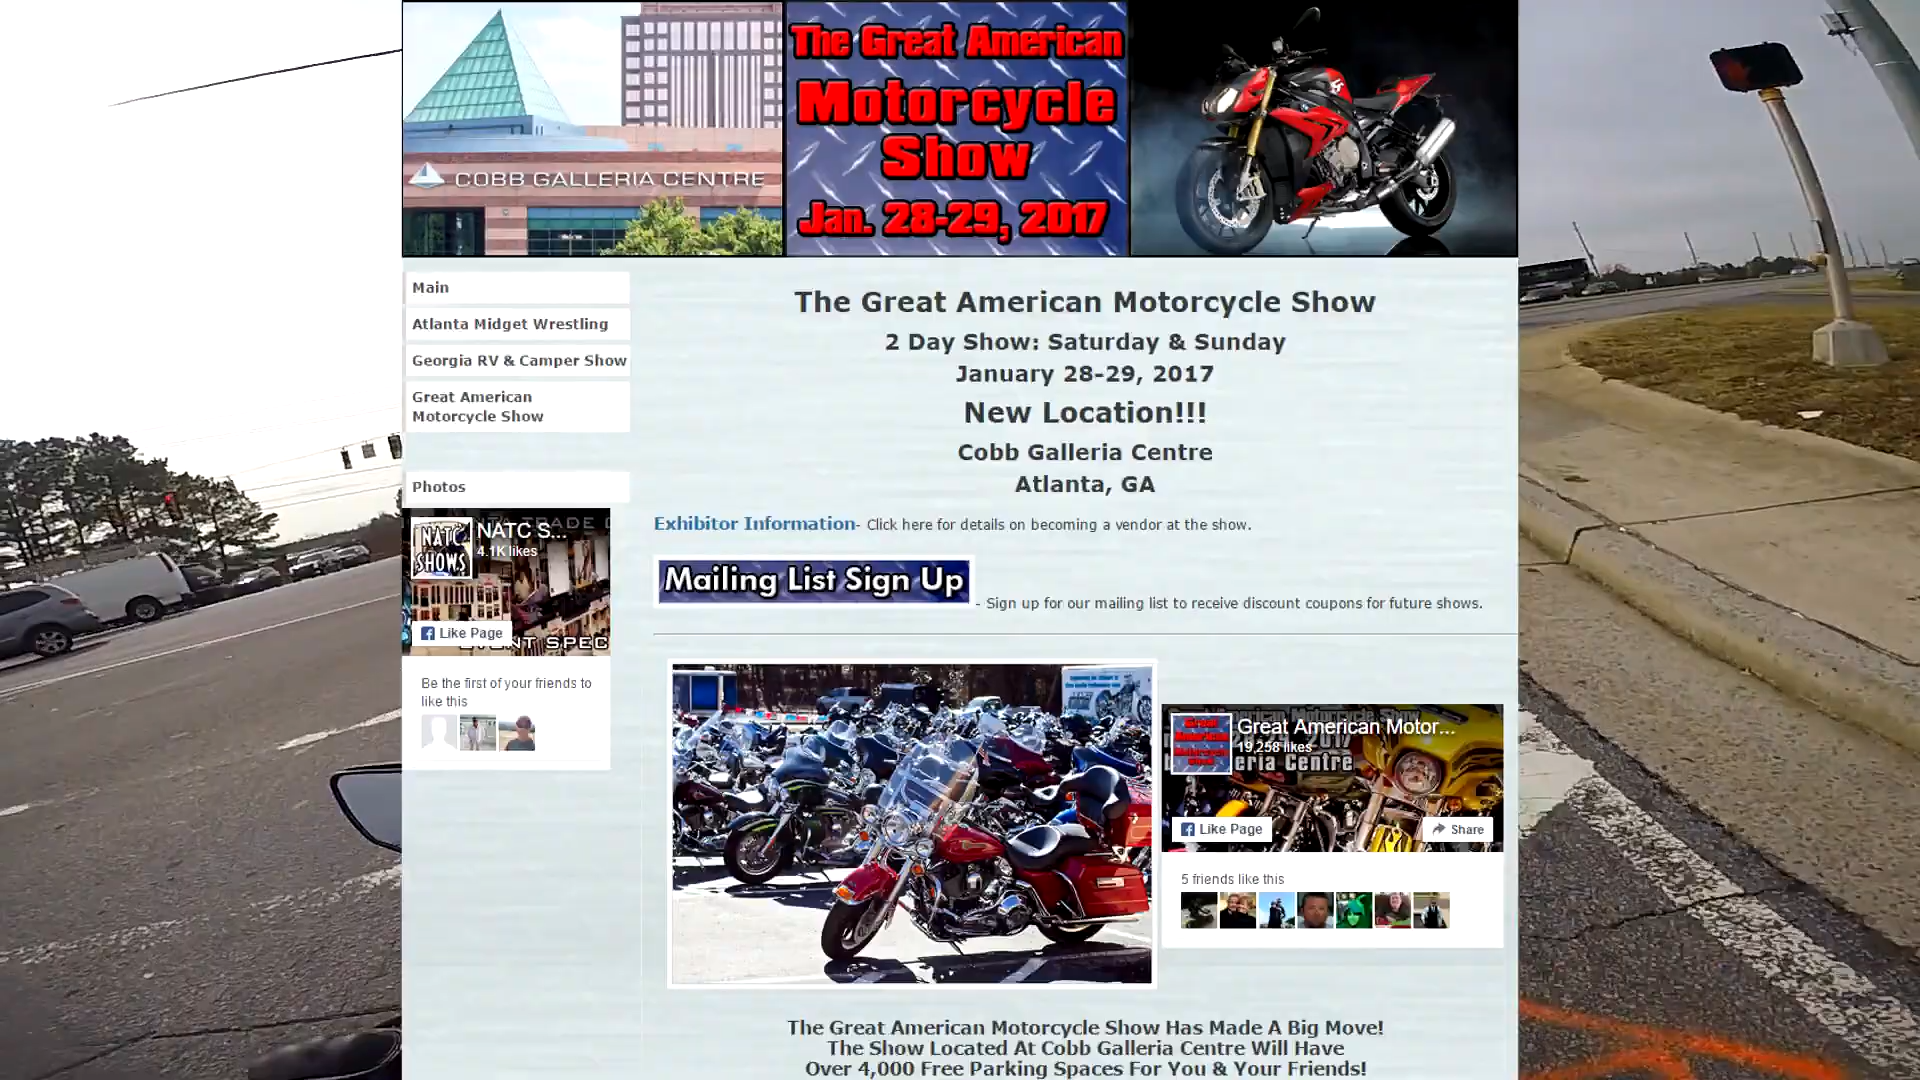 COBB GALLERIA CENTRE
The Great American
Motorcycle
Show
Jan. 28-29, 2017
Main
Atlanta Midget Wrestling
Georgia RV & Camper Show
Great American
Motorcycle Show
Photos
NATC
SHOWS
NATC S...
4.1K likes
Like Page
Be the first of your friends to
like this
The Great American Motorcycle Show
2 Day Show: Saturday & Sunday
January 28-29, 2017
New Location!!!
Cobb Galleria Centre
Atlanta, GA
Exhibitor Information- Click here for details on becoming a vendor at the show.
Mailing List Sign Up - Sign up for our mailing list to receive discount coupons for future shows.
Great American Motor...
19,258 likes
Like Page
Share
5 friends like this
The Great American Motorcycle Show Has Made A Big Move!
The Show Located At Cobb Galleria Centre Will Have
Over 4,000 Free Parking Spaces For You & Your Friends!